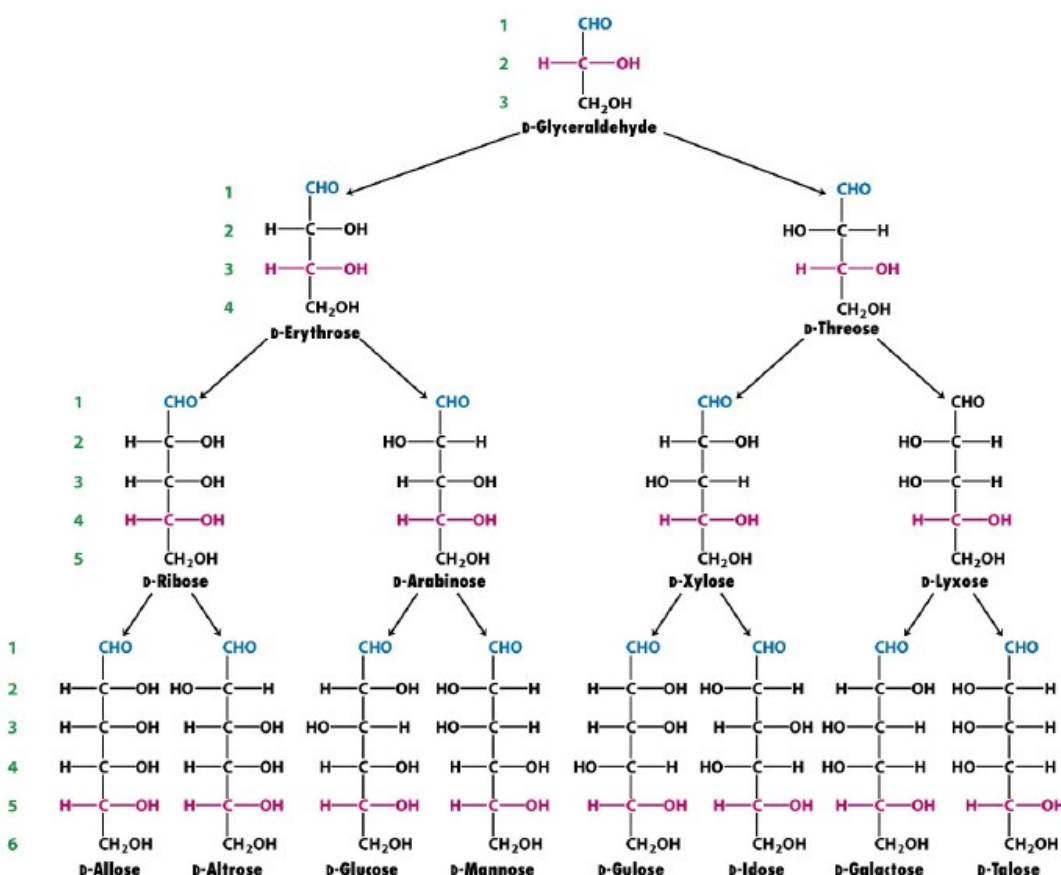 1 CHO
2 H—C—OH
3 CH₂OH
D-Glyceraldehyde
1 CHO CHO
2 H—C—OH HO—C—H
3 H—C—OH H—C—OH
4 CH₂OH CH₂OH
D-Erythrose D-Threose
1 CHO CHO CHO CHO
2 H—C—OH HO—C—H H—C—OH HO—C—H
3 H—C—OH H—C—OH HO—C—H HO—C—H
4 H—C—OH H—C—OH H—C—OH H—C—OH
5 CH₂OH CH₂OH CH₂OH CH₂OH
D-Ribose D-Arabinose D-Xylose D-Lyxose
1 CHO CHO CHO CHO CHO CHO CHO CHO
2 H—C—OH HO—C—H H—C—OH HO—C—H H—C—OH HO—C—H H—C—OH HO—C—H
3 H—C—OH H—C—OH HO—C—H HO—C—H H—C—OH H—C—OH HO—C—H HO—C—H
4 H—C—OH H—C—OH H—C—OH H—C—OH HO—C—H HO—C—H HO—C—H HO—C—H
5 H—C—OH H—C—OH H—C—OH H—C—OH H—C—OH H—C—OH H—C—OH H—C—OH
6 CH₂OH CH₂OH CH₂OH CH₂OH CH₂OH CH₂OH CH₂OH CH₂OH
D-Allose D-Altrose D-Glucose D-Mannose D-Gulose D-Idose D-Galactose D-Talose